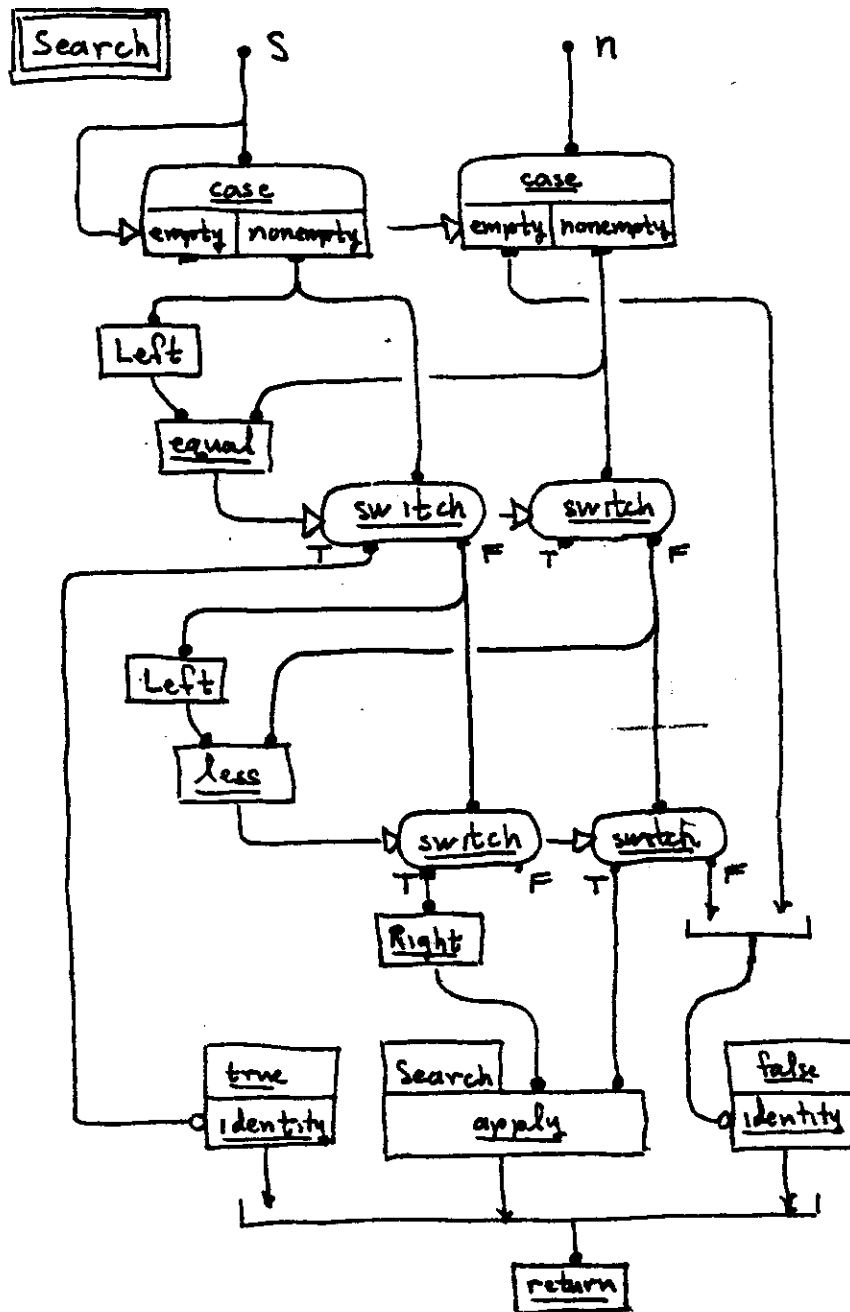 Search
S n
case case
empty nonempty empty nonempty
Left
equal
switch switch
T F T F
Left
less
switch switch
T F T F
Right
true Search false
identity apply identity
return